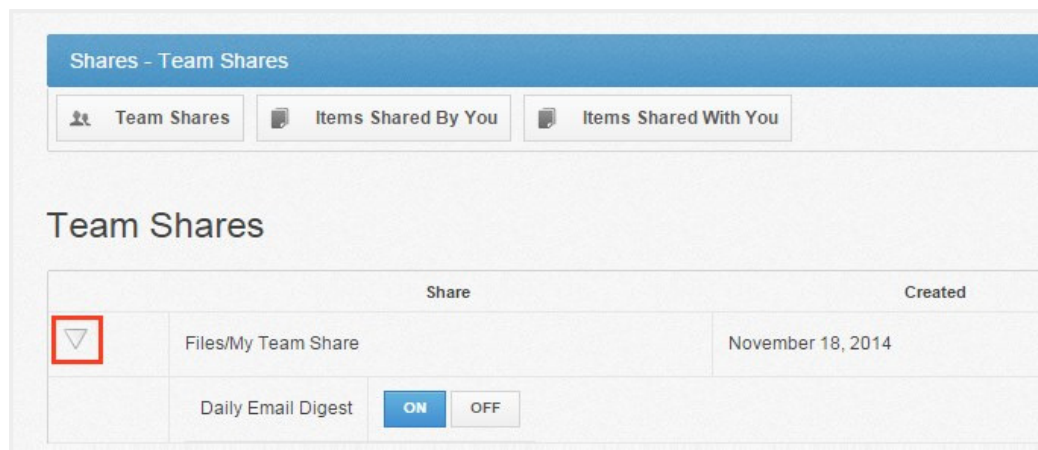 Shares - Team Shares
Team Shares Items Shared By You Items Shared With You
Team Shares
Share Created
Files/My Team Share November 18, 2014
Daily Email Digest ON OFF